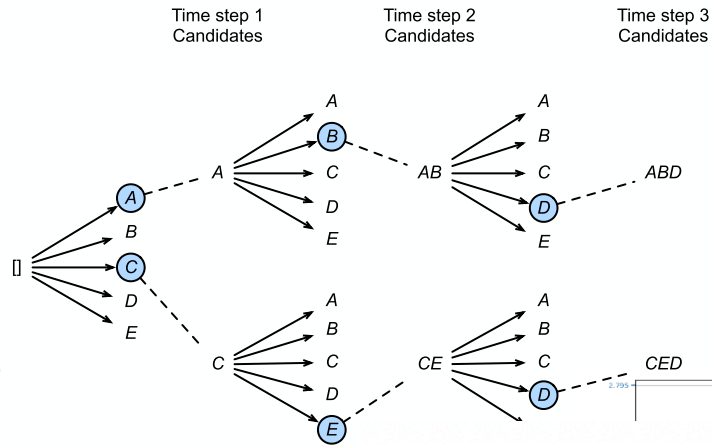 Time step 1
Candidates
Time step 2
Candidates
Time step 3
Candidates
[]
A
B
C
D
E
A
C
A
B
C
D
E
A
B
C
D
E
AB
CE
A
B
C
D
E
A
B
C
D
ABD
CED
2.795